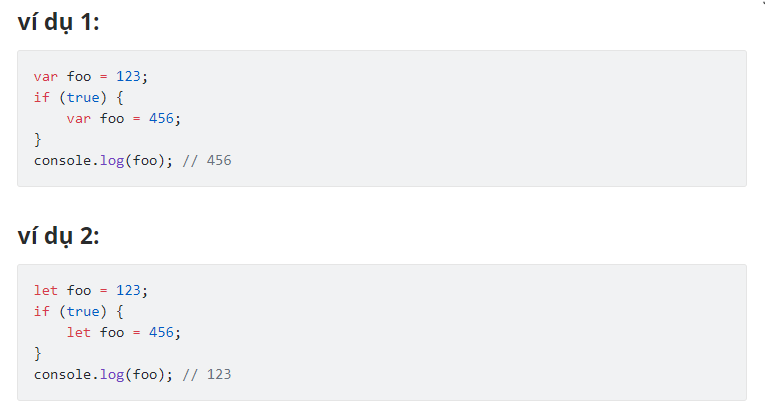 ví dụ 1:
var foo = 123;
if (true) {
    var foo = 456;
}
console.log(foo); // 456
ví dụ 2:
let foo = 123;
if (true) {
    let foo = 456;
}
console.log(foo); // 123